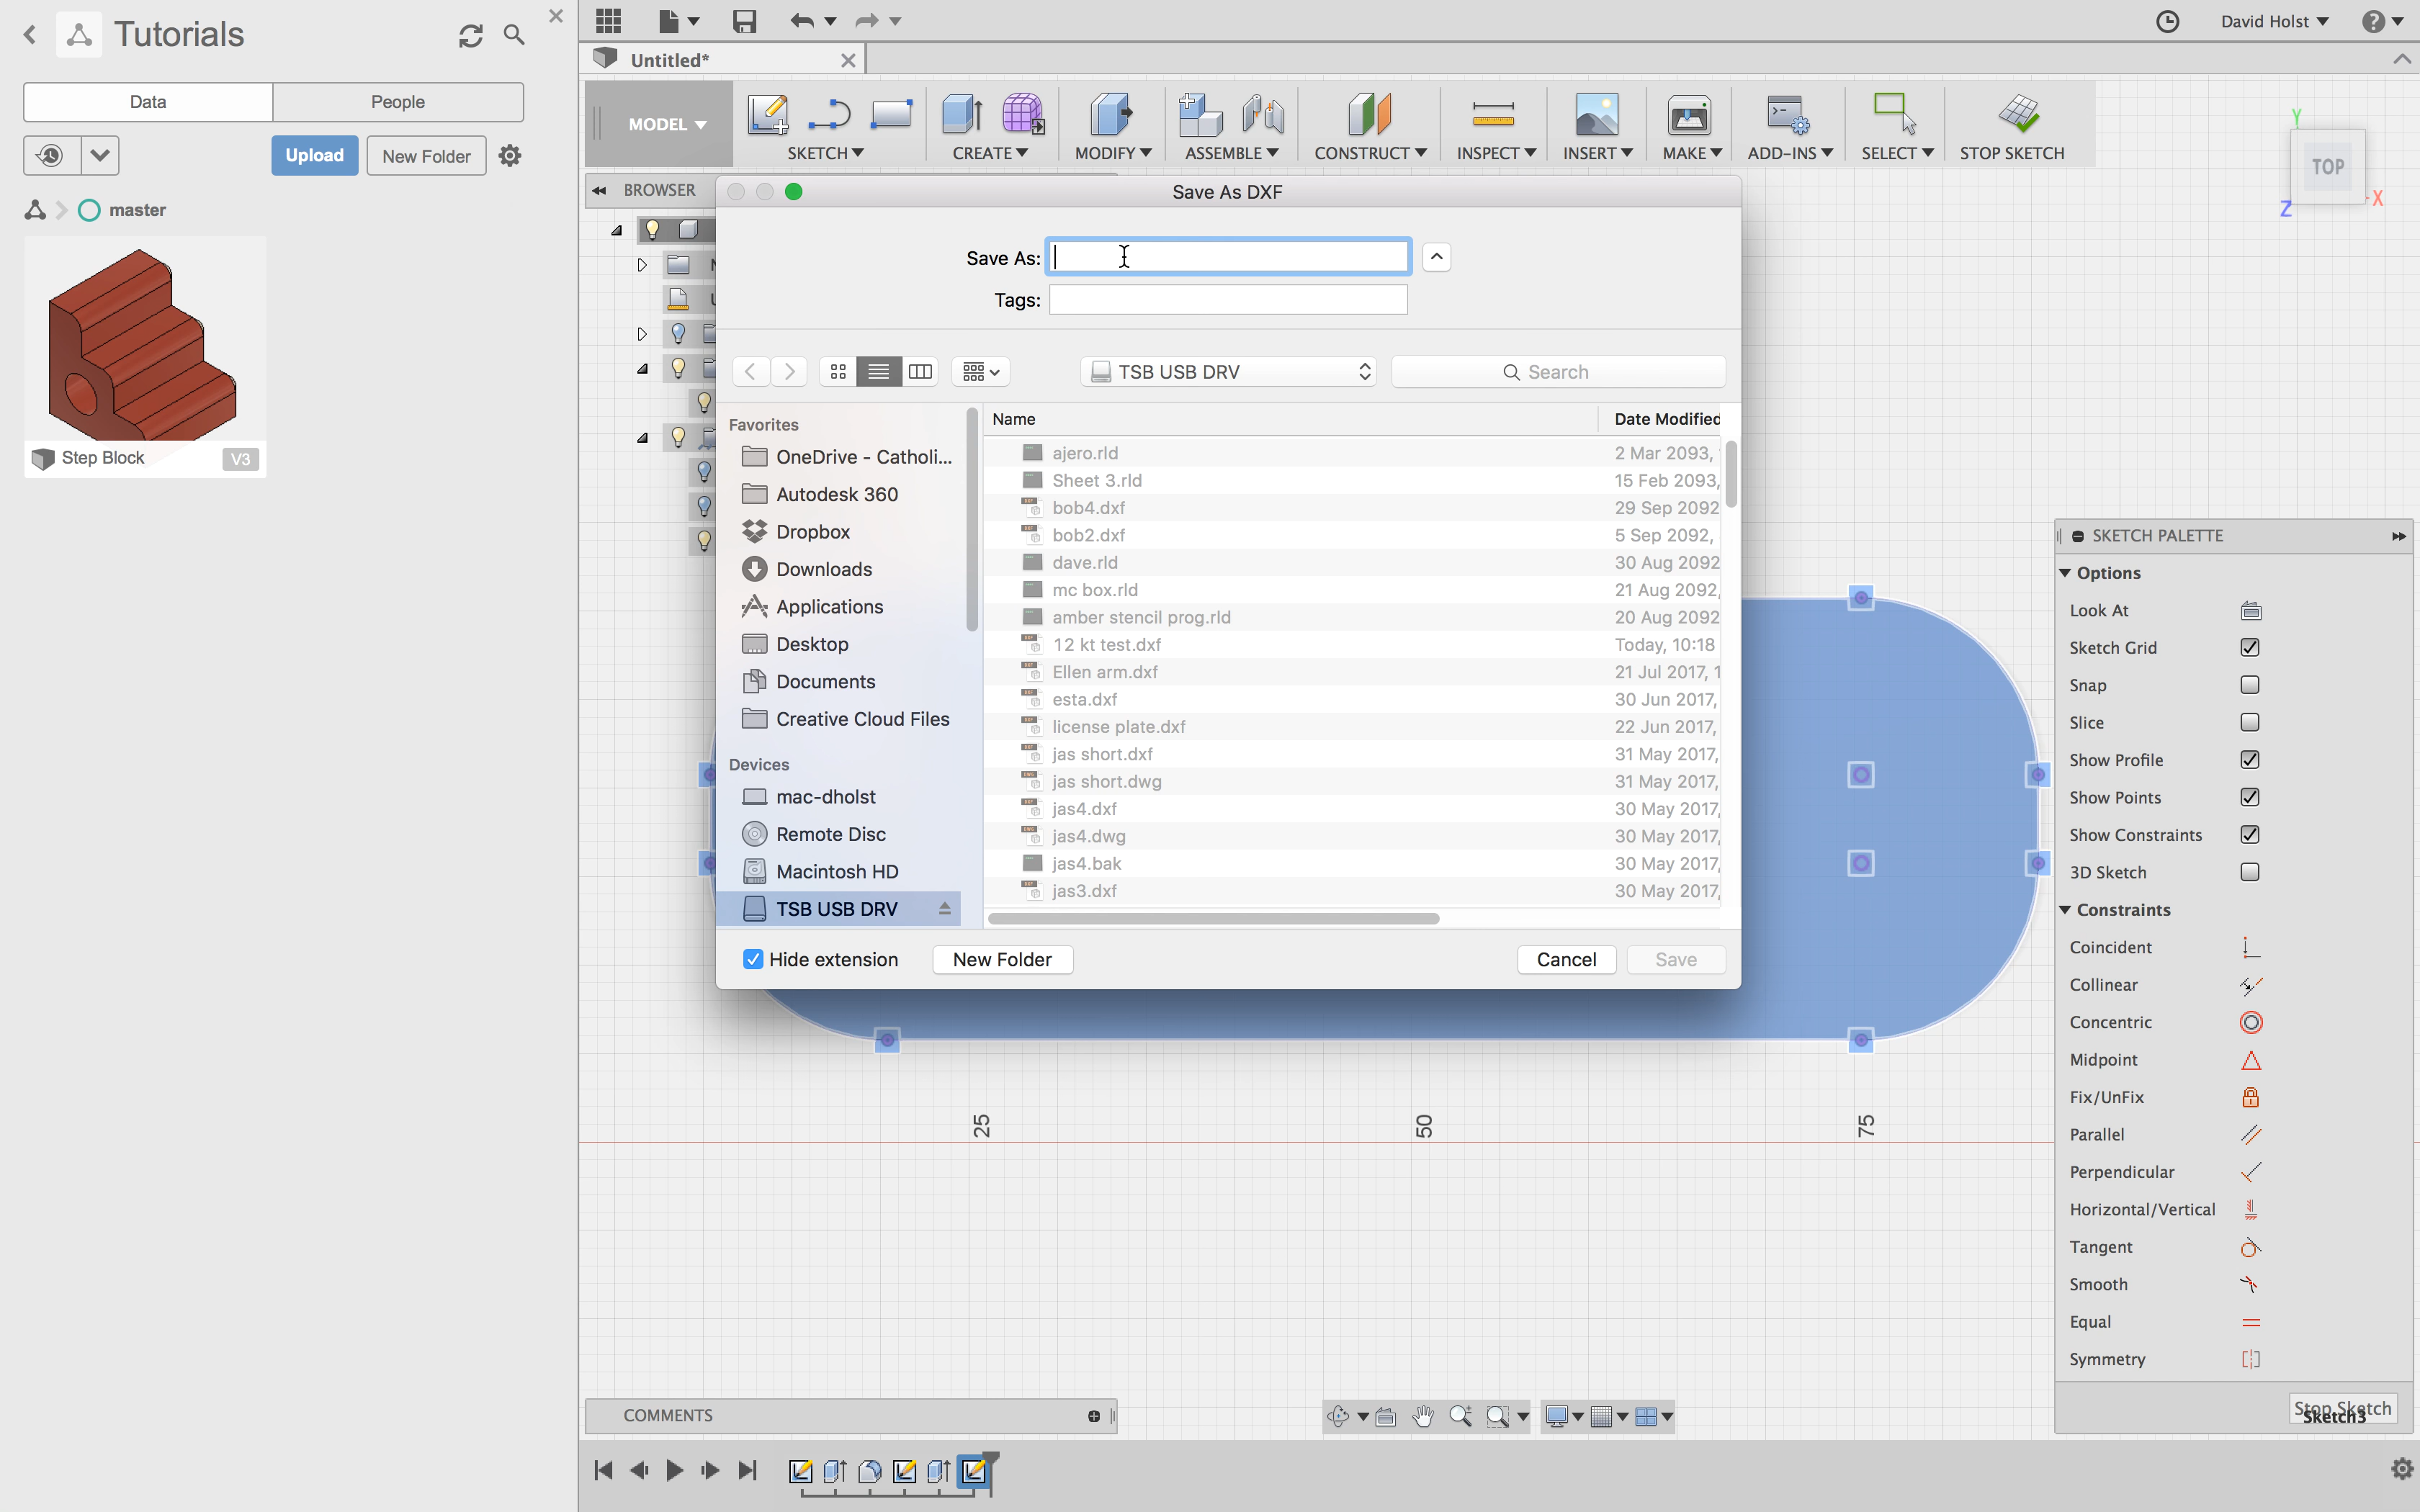 Tutorials
Data
People
Upload
New Folder
master
Step Block
V3
David Holst
Untitled*
MODEL
SKETCH
CREATE
MODIFY
ASSEMBLE
CONSTRUCT
INSPECT
INSERT
MAKE
ADD-INS
SELECT
STOP SKETCH
Y
TOP
Z
X
BROWSER
Save As DXF
Save As:
Tags:
TSB USB DRV
Search
Favorites
OneDrive - Catholi...
Autodesk 360
Dropbox
Downloads
Applications
Desktop
Documents
Creative Cloud Files
Devices
mac-dholst
Remote Disc
Macintosh HD
TSB USB DRV
Name
Date Modified
ajero.rld
2 Mar 2093,
Sheet 3.rld
15 Feb 2093,
bob4.dxf
29 Sep 2092
bob2.dxf
5 Sep 2092,
dave.rld
30 Aug 2092
mc box.rld
21 Aug 2092,
amber stencil prog.rld
20 Aug 2092
12 kt test.dxf
Today, 10:18
Ellen arm.dxf
21 Jul 2017, 1
esta.dxf
30 Jun 2017,
license plate.dxf
22 Jun 2017,
jas short.dxf
31 May 2017,
jas short.dwg
31 May 2017,
jas4.dxf
30 May 2017,
jas4.dwg
30 May 2017,
jas4.bak
30 May 2017,
jas3.dxf
30 May 2017,
Hide extension
New Folder
Cancel
Save
SKETCH PALETTE
Options
Look At
Sketch Grid
Snap
Slice
Show Profile
Show Points
Show Constraints
3D Sketch
Constraints
Coincident
Collinear
Concentric
Midpoint
Fix/UnFix
Parallel
Perpendicular
Horizontal/Vertical
Tangent
Smooth
Equal
Symmetry
Stop Sketch
Sketch3
25
50
75
COMMENTS